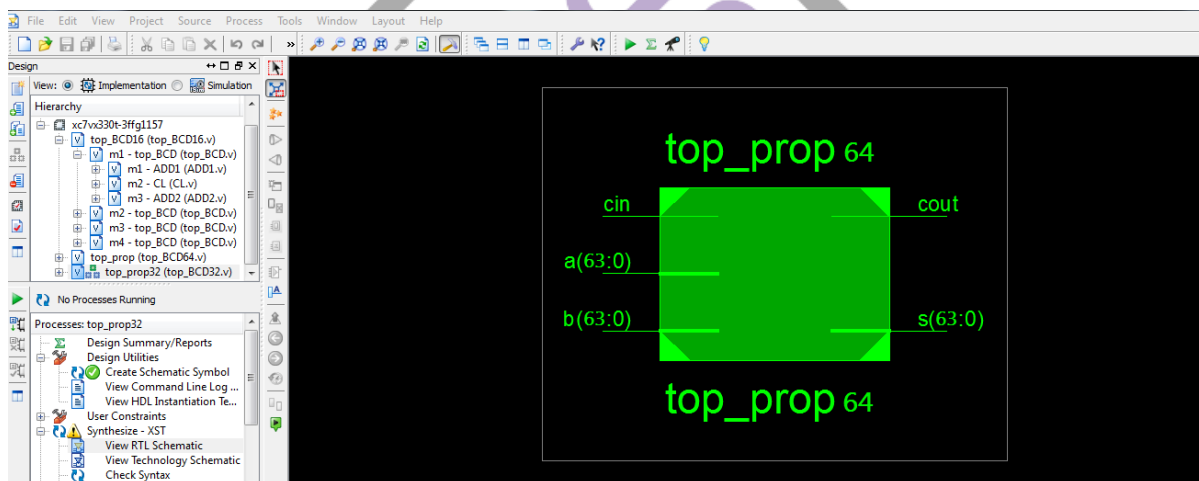 File Edit View Project Source Process Tools Window Layout Help
Design
View: Implementation Simulation
Hierarchy
xc7vx330t-3ffg1157
top_BCD16 (top_BCD16.v)
m1 - top_BCD (top_BCD.v)
m1 - ADD1 (ADD1.v)
m2 - CL (CL.v)
m3 - ADD2 (ADD2.v)
m2 - top_BCD (top_BCD.v)
m3 - top_BCD (top_BCD.v)
m4 - top_BCD (top_BCD.v)
top_prop (top_BCD64.v)
top_prop32 (top_BCD32.v)
No Processes Running
Processes: top_prop32
Design Summary/Reports
Design Utilities
Create Schematic Symbol
View Command Line Log ...
View HDL Instantiation Te...
User Constraints
Synthesize - XST
View RTL Schematic
View Technology Schematic
Check Syntax
top_prop 64
cin
cout
a(63:0)
b(63:0)
s(63:0)
top_prop 64